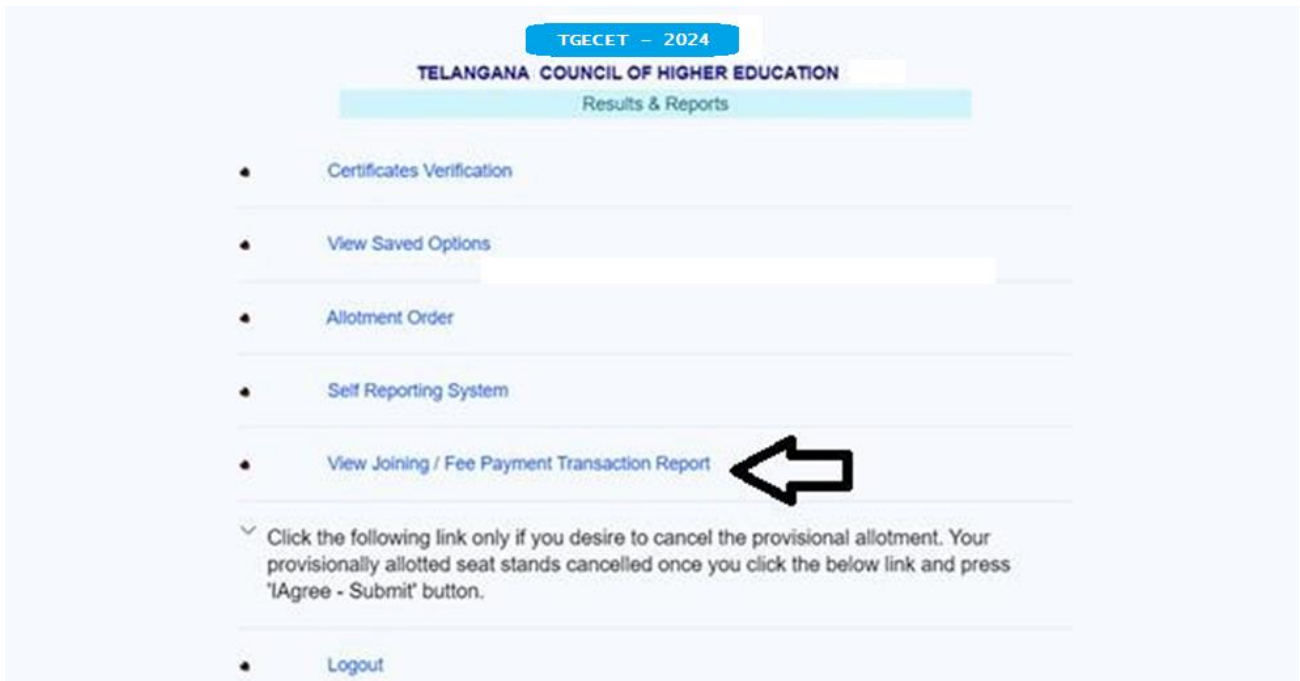 TGECET – 2024
TELANGANA COUNCIL OF HIGHER EDUCATION
Results & Reports
Certificates Verification
View Saved Options
Allotment Order
Self Reporting System
View Joining / Fee Payment Transaction Report
Click the following link only if you desire to cancel the provisional allotment. Your
provisionally allotted seat stands cancelled once you click the below link and press
'IAgree - Submit' button.
Logout